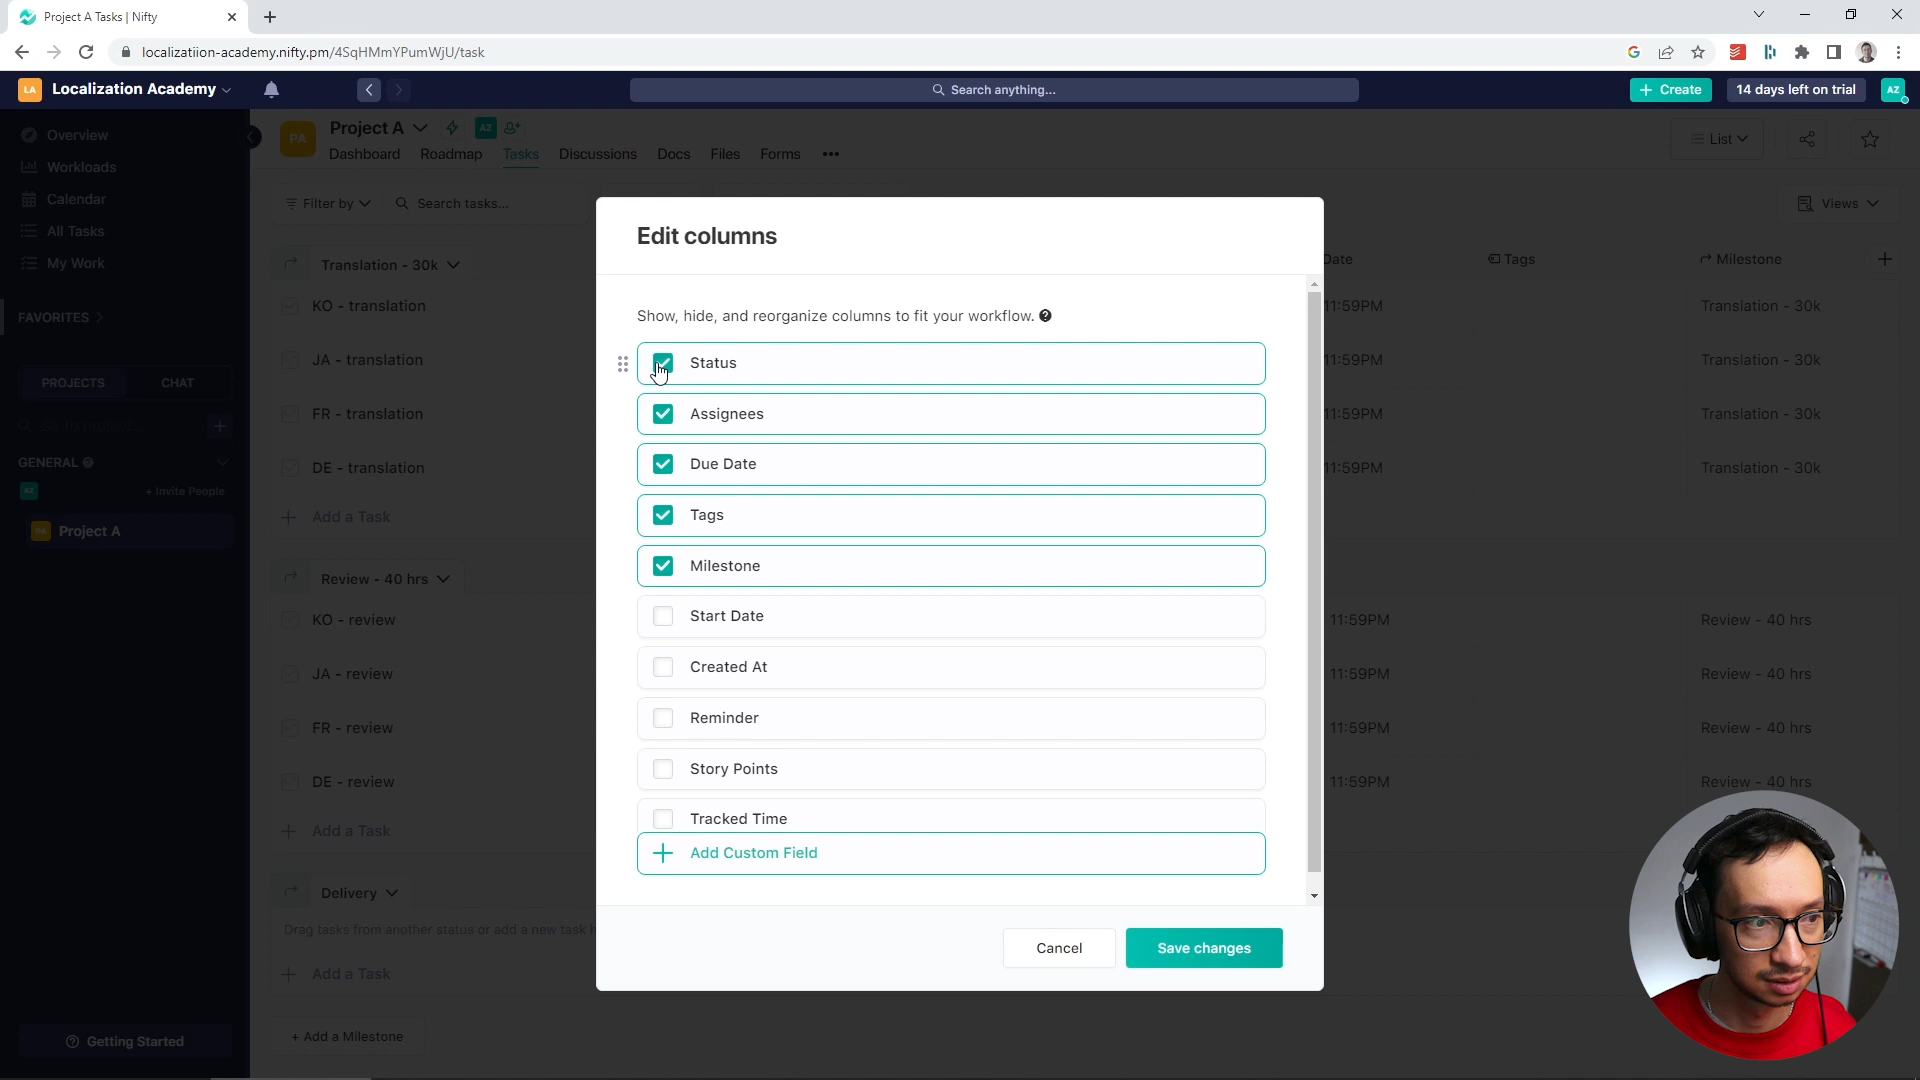 Project A Tasks | Nifty
localizatiion-academy.nifty.pm/4SqHMmYPumWjU/task
LA Localization Academy
Search anything...
Create
14 days left on trial
AZ
Overview
Workloads
Calendar
All Tasks
My Work
FAVORITES
PROJECTS CHAT
GENERAL
AZ + Invite People
PA Project A
Getting Started
PA
Project A AZ
Dashboard Roadmap Tasks Discussions Docs Files Forms
List
Filter by Search tasks...
Views
Translation - 30k
Date Tags Milestone
KO - translation 11:59PM Translation - 30k
JA - translation 11:59PM Translation - 30k
FR - translation 11:59PM Translation - 30k
DE - translation 11:59PM Translation - 30k
Add a Task
Review - 40 hrs
KO - review 11:59PM Review - 40 hrs
JA - review 11:59PM Review - 40 hrs
FR - review 11:59PM Review - 40 hrs
DE - review 11:59PM Review - 40 hrs
Add a Task
Delivery
Drag tasks from another status or add a new task
Add a Task
+ Add a Milestone
Edit columns
Show, hide, and reorganize columns to fit your workflow.
Status
Assignees
Due Date
Tags
Milestone
Start Date
Created At
Reminder
Story Points
Tracked Time
Add Custom Field
Cancel
Save changes